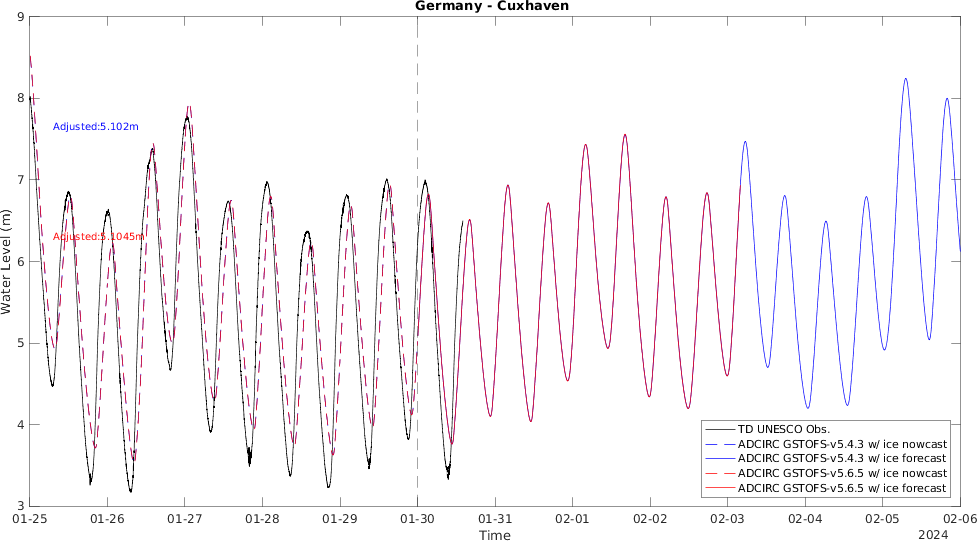 Germany - Cuxhaven
Water Level (m)
9
8
7
6
5
4
3
Adjusted:5.102m
Adjusted:5.1045m
TD UNESCO Obs.
ADCIRC GSTOFS-v5.4.3 w/ ice nowcast
ADCIRC GSTOFS-v5.4.3 w/ ice forecast
ADCIRC GSTOFS-v5.6.5 w/ ice nowcast
ADCIRC GSTOFS-v5.6.5 w/ ice forecast
01-25 01-26 01-27 01-28 01-29 01-30 01-31 02-01 02-02 02-03 02-04 02-05 02-06
Time
2024